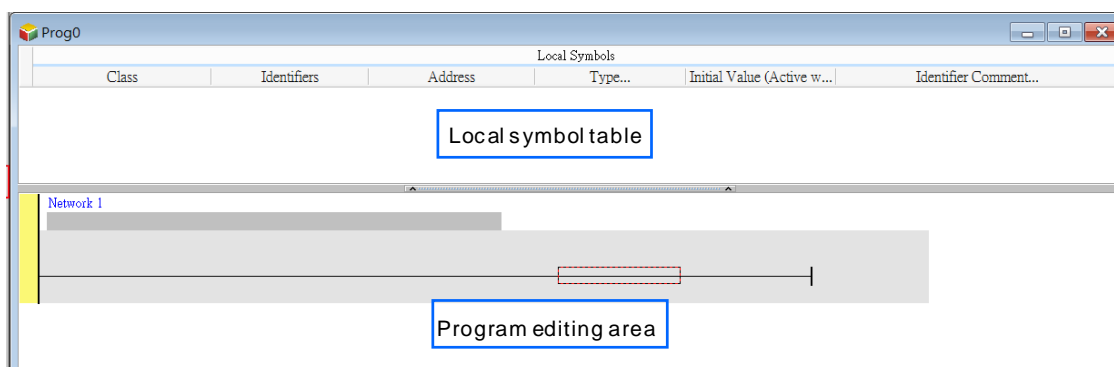 Prog0
Local Symbols
Class Identifiers Address Type... Initial Value (Active w... Identifier Comment...
Local symbol table
Network 1
Program editing area